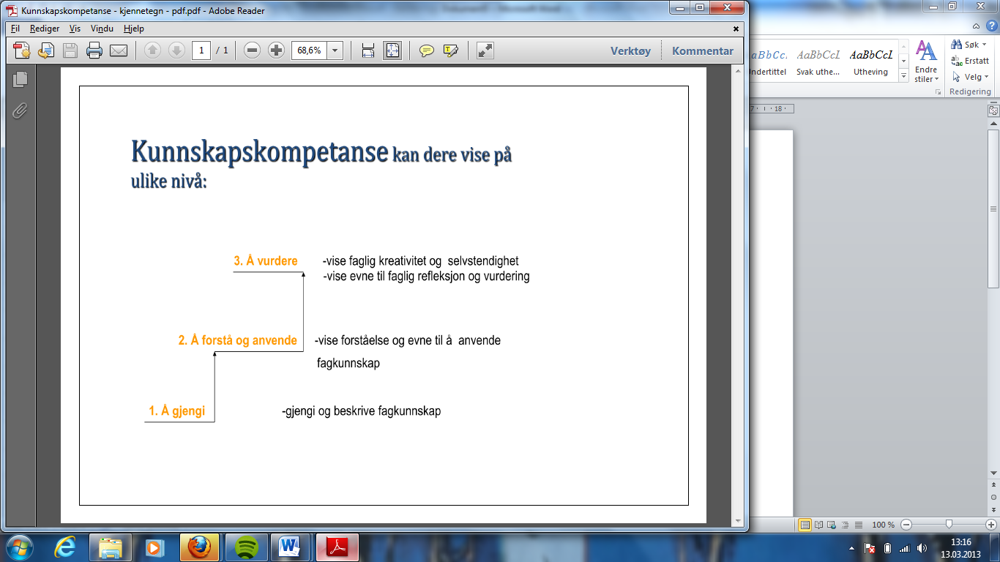 Kunnskapskompetanse - kjennetegn - pdf.pdf - Adobe Reader
Fil Rediger Vis Vindu Hjelp
1 / 1 68,6% Verktøy Kommentar
AaBbCc. AaBbCcI AaBbCcI
ndertittel Svak uthe... Utheving
Endre stiler
Søk
Erstatt
Velg
Redigering
18
Kunnskapskompetanse kan dere vise på
ulike nivå:
3. Å vurdere -vise faglig kreativitet og selvstendighet
-vise evne til faglig refleksjon og vurdering
2. Å forstå og anvende -vise forståelse og evne til å anvende
fagkunnskap
1. Å gjengi -gjengi og beskrive fagkunnskap
100 %
13:16
13.03.2013